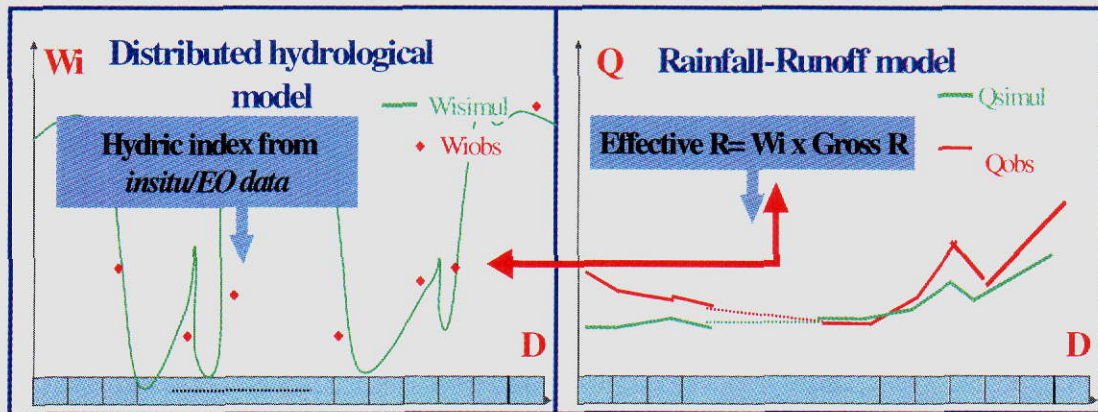 Wi
Distributed hydrological
model
Wisimul
Wiobs
Hydric index from
insitu/EO data
D
Q
Rainfall-Runoff model
Qsimul
Qobs
Effective R= Wi x Gross R
D